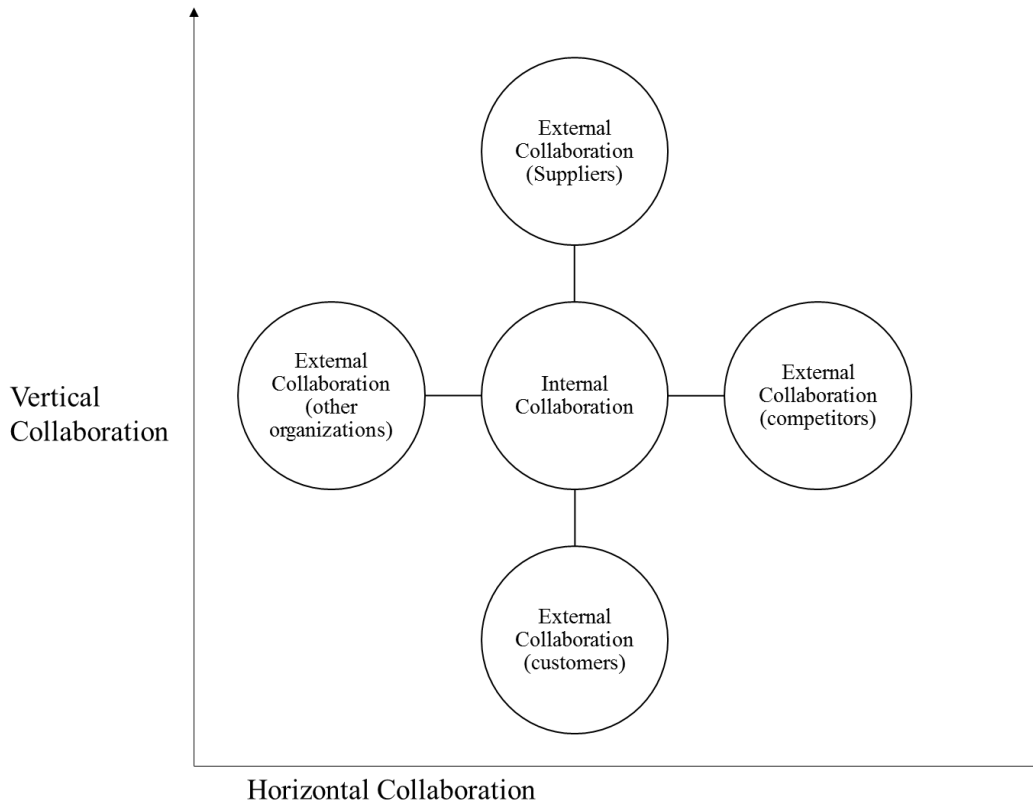 External
Collaboration
(Suppliers)
External
Collaboration
(other
organizations)
Internal
Collaboration
External
Collaboration
(competitors)
Vertical
Collaboration
External
Collaboration
(customers)
Horizontal Collaboration